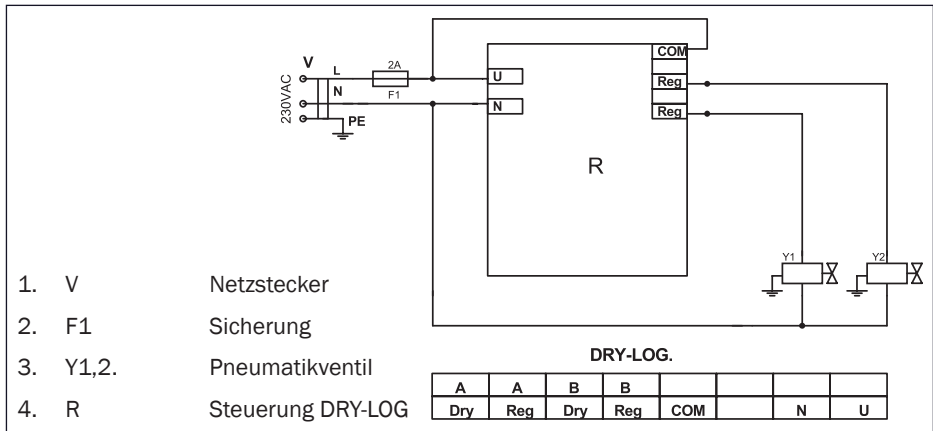 COM
V
L
2A
U
Reg
230VAC
N
F1
N
Reg
PE
R
Y1
Y2
1. V Netzstecker
2. F1 Sicherung
3. Y1,2. Pneumatikventil
4. R Steuerung DRY-LOG
DRY-LOG.
A A B B
Dry Reg Dry Reg COM N U